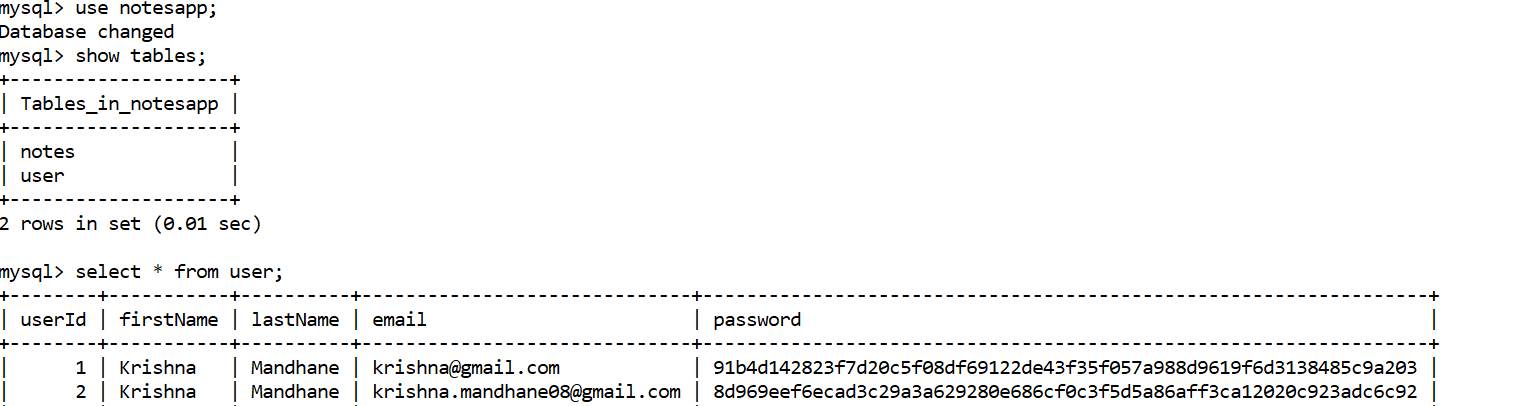 mysql> use notesapp;
Database changed
mysql> show tables;
+--------------------+
| Tables_in_notesapp |
+--------------------+
| notes              |
| user               |
+--------------------+
2 rows in set (0.01 sec)

mysql> select * from user;
+--------+-----------+----------+-----------------------------+------------------------------------------------------------------+
| userId | firstName | lastName | email                       | password                                                         |
+--------+-----------+----------+-----------------------------+------------------------------------------------------------------+
|      1 | Krishna   | Mandhane | krishna@gmail.com           | 91b4d142823f7d20c5f08df69122de43f35f057a988d9619f6d3138485c9a203 |
|      2 | Krishna   | Mandhane | krishna.mandhane08@gmail.com | 8d969eef6ecad3c29a3a629280e686cf0c3f5d5a86aff3ca12020c923adc6c92 |